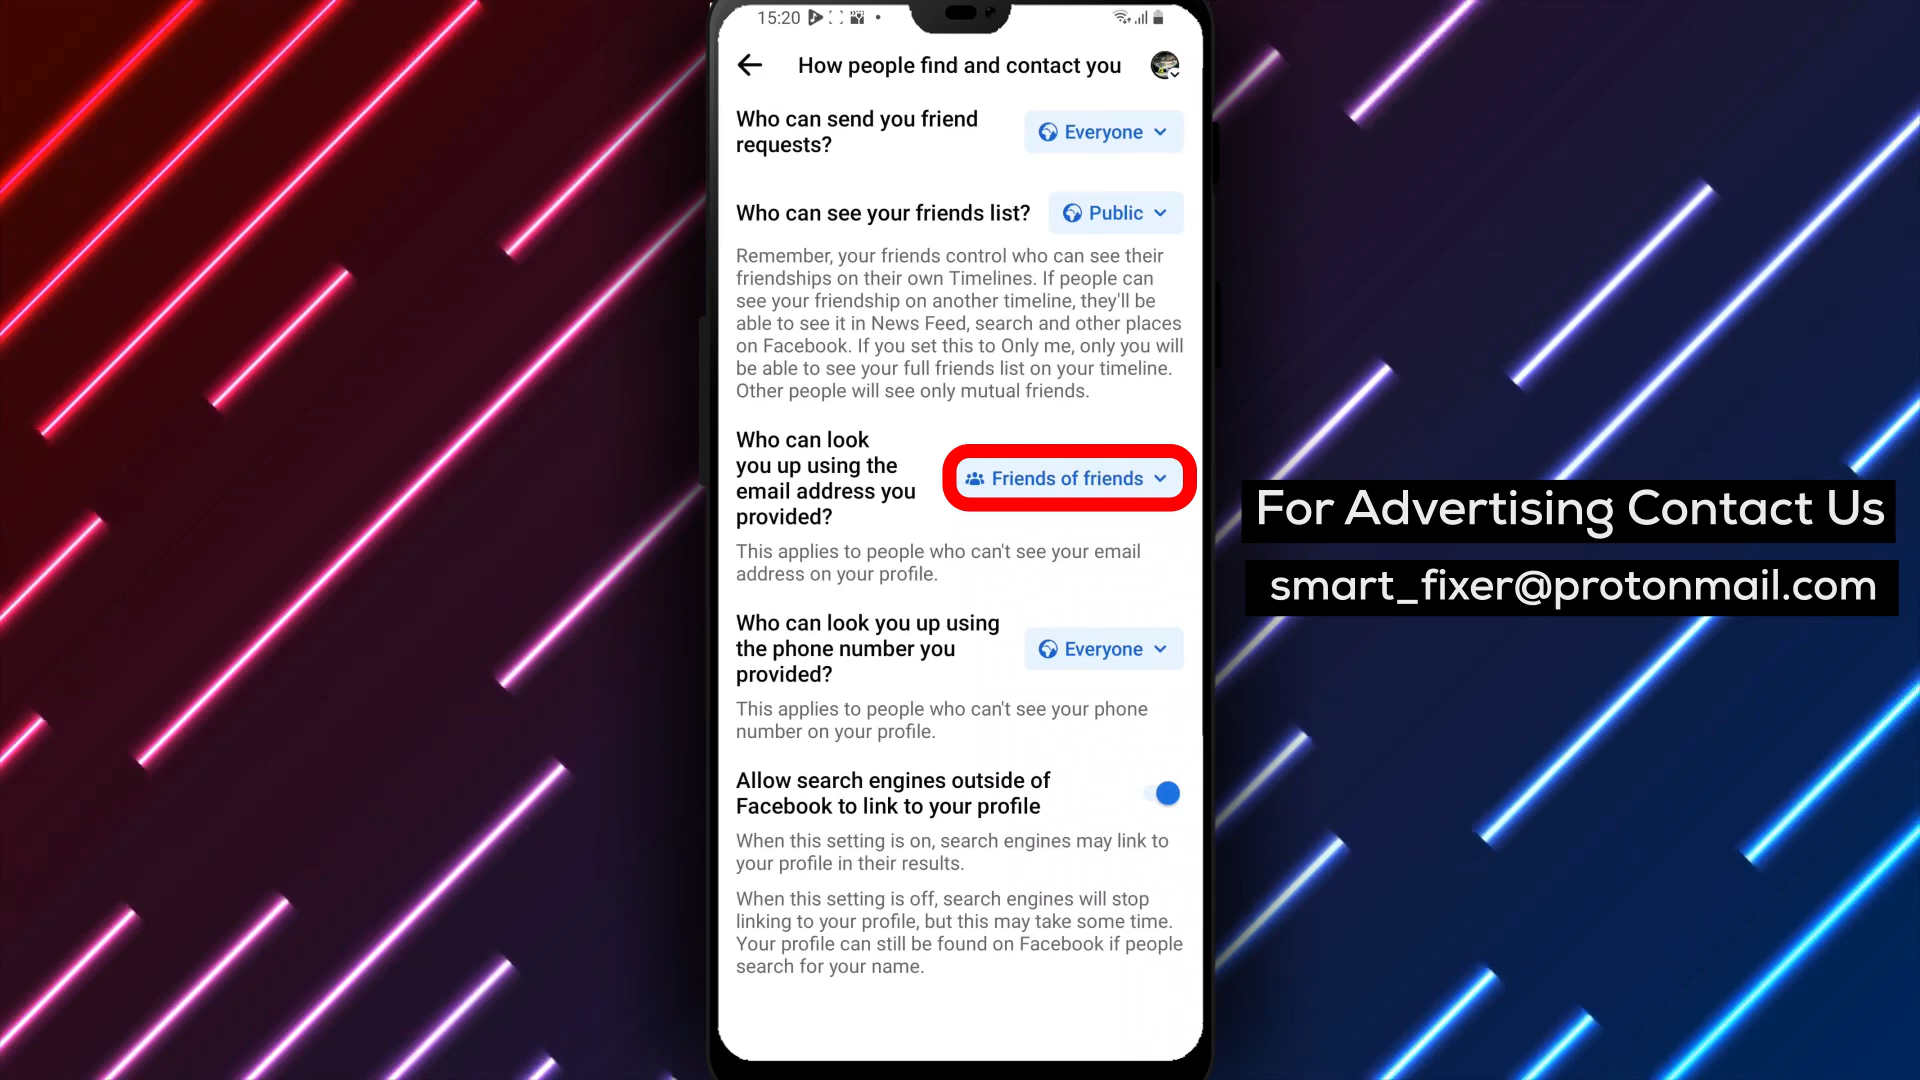 15:20
How people find and contact you
Who can send you friend
requests?
Everyone
Who can see your friends list?
Public
Remember, your friends control who can see their
friendships on their own Timelines. If people can
see your friendship on another timeline, they'll be
able to see it in News Feed, search and other places
on Facebook. If you set this to Only me, only you will
be able to see your full friends list on your timeline.
Other people will see only mutual friends.
Who can look
you up using the
email address you
provided?
Friends of friends
This applies to people who can't see your email
address on your profile.
Who can look you up using
the phone number you
provided?
Everyone
This applies to people who can't see your phone
number on your profile.
Allow search engines outside of
Facebook to link to your profile
When this setting is on, search engines may link to
your profile in their results.
When this setting is off, search engines will stop
linking to your profile, but this may take some time.
Your profile can still be found on Facebook if people
search for your name.
For Advertising Contact Us
smart_fixer@protonmail.com